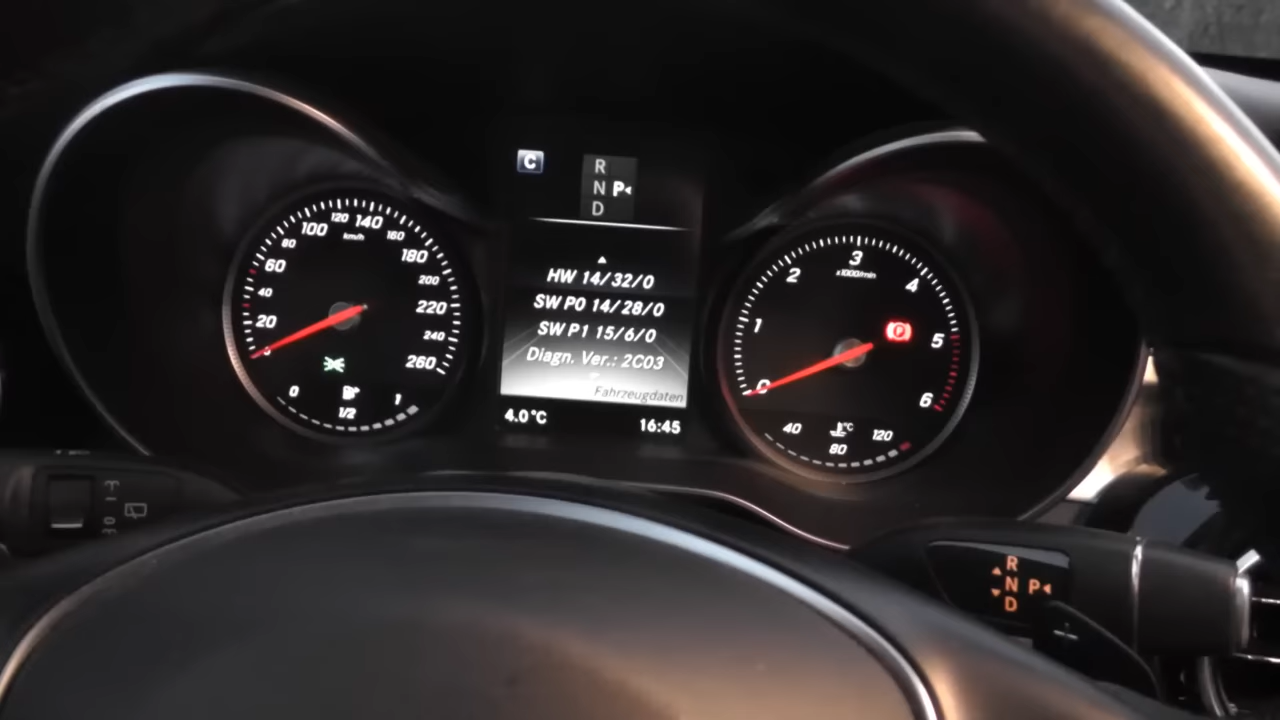 C
R
N P
D
HW 14/32/0
SW P0 14/28/0
SW P1 15/6/0
Diagn. Ver.: 2C03
Fahrzeugdaten
4.0°C 16:45
0
20
40
60
80
100
120
140
160
180
200
220
240
260
km/h
0 1/2 1
0
1
2
3
4
5
6
x1000/min
P
40 80 120
°C
R
N P
D
+